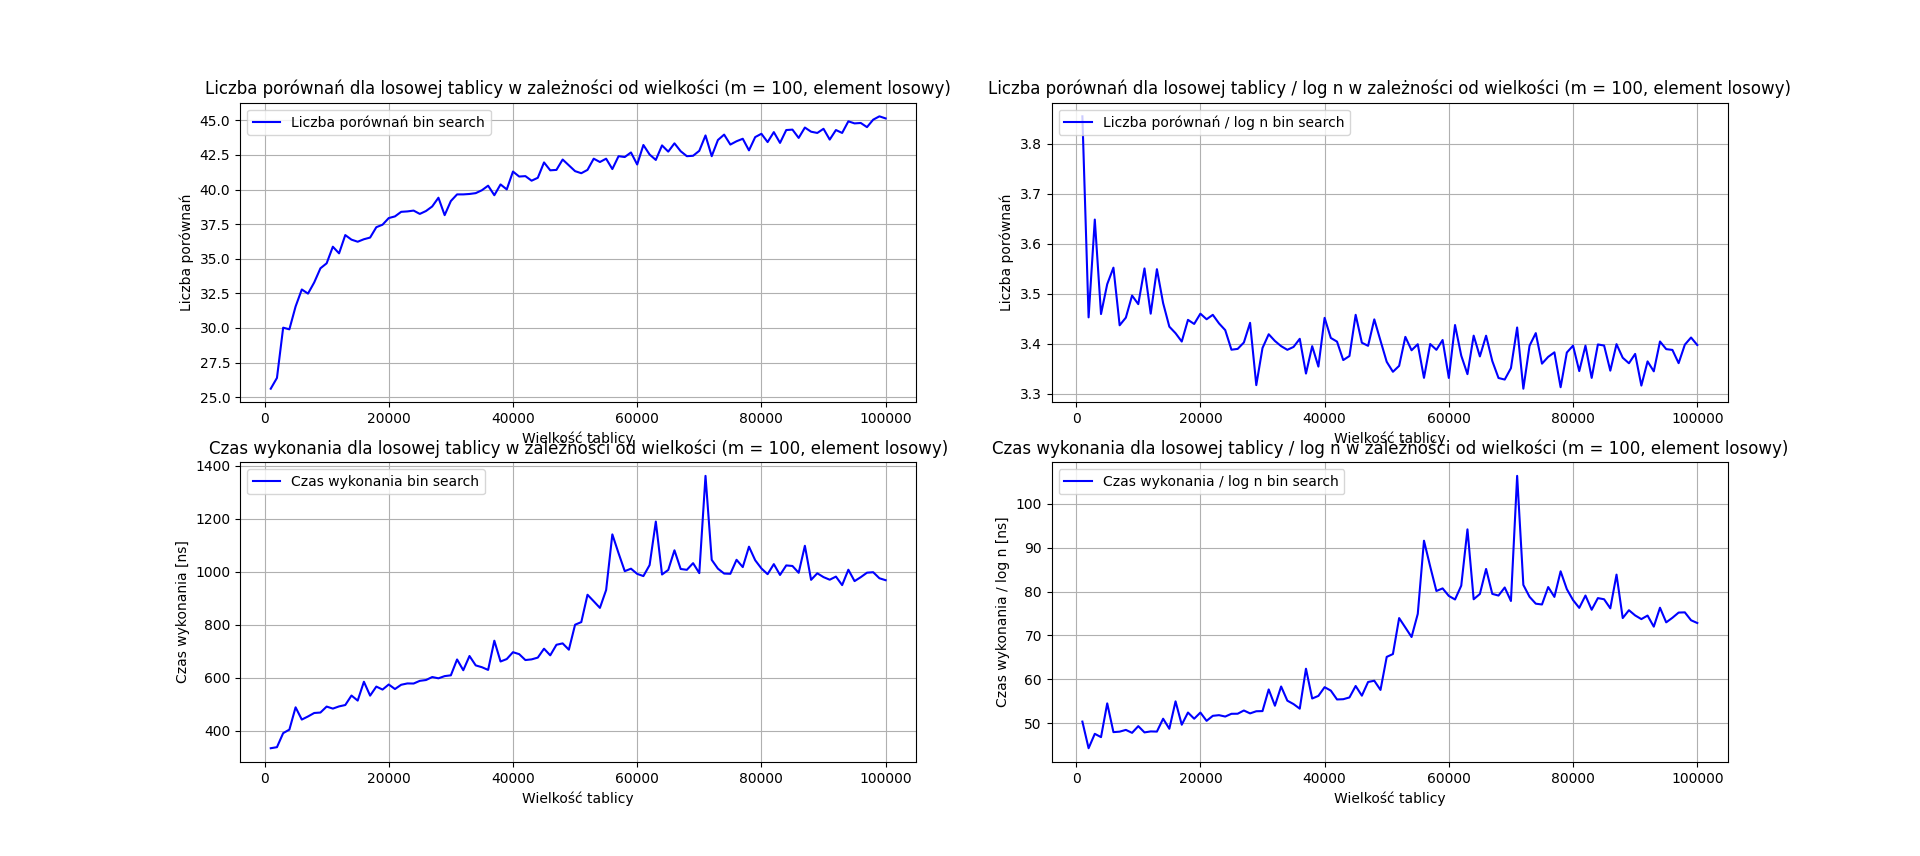 Liczba porównań dla losowej tablicy w zależności od wielkości (m = 100, element losowy)
Liczba porównań bin search
Liczba porównań
45.0
42.5
40.0
37.5
35.0
32.5
30.0
27.5
25.0
0 20000 40000 60000 80000 100000
Wielkość tablicy
Liczba porównań dla losowej tablicy / log n w zależności od wielkości (m = 100, element losowy)
Liczba porównań / log n bin search
Liczba porównań
3.8
3.7
3.6
3.5
3.4
3.3
0 20000 40000 60000 80000 100000
Wielkość tablicy
Czas wykonania dla losowej tablicy w zależności od wielkości (m = 100, element losowy)
Czas wykonania bin search
Czas wykonania [ns]
1400
1200
1000
800
600
400
0 20000 40000 60000 80000 100000
Wielkość tablicy
Czas wykonania dla losowej tablicy / log n w zależności od wielkości (m = 100, element losowy)
Czas wykonania / log n bin search
Czas wykonania / log n [ns]
100
90
80
70
60
50
0 20000 40000 60000 80000 100000
Wielkość tablicy